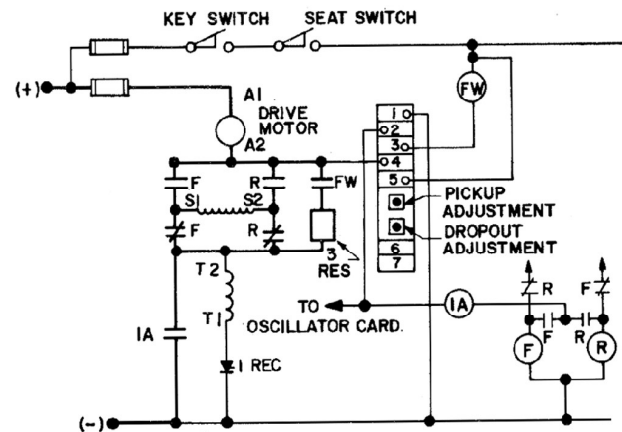 KEY SWITCH
SEAT SWITCH
(+)
A1
DRIVE
MOTOR
A2
FW
1
2
3
4
5
6
7
PICKUP
ADJUSTMENT
DROPOUT
ADJUSTMENT
F
R
FW
S1
S2
F
R
3
RES
T2
T1
TO
OSCILLATOR CARD.
1A
1A
1 REC
R
F
F
R
F
R
(-)